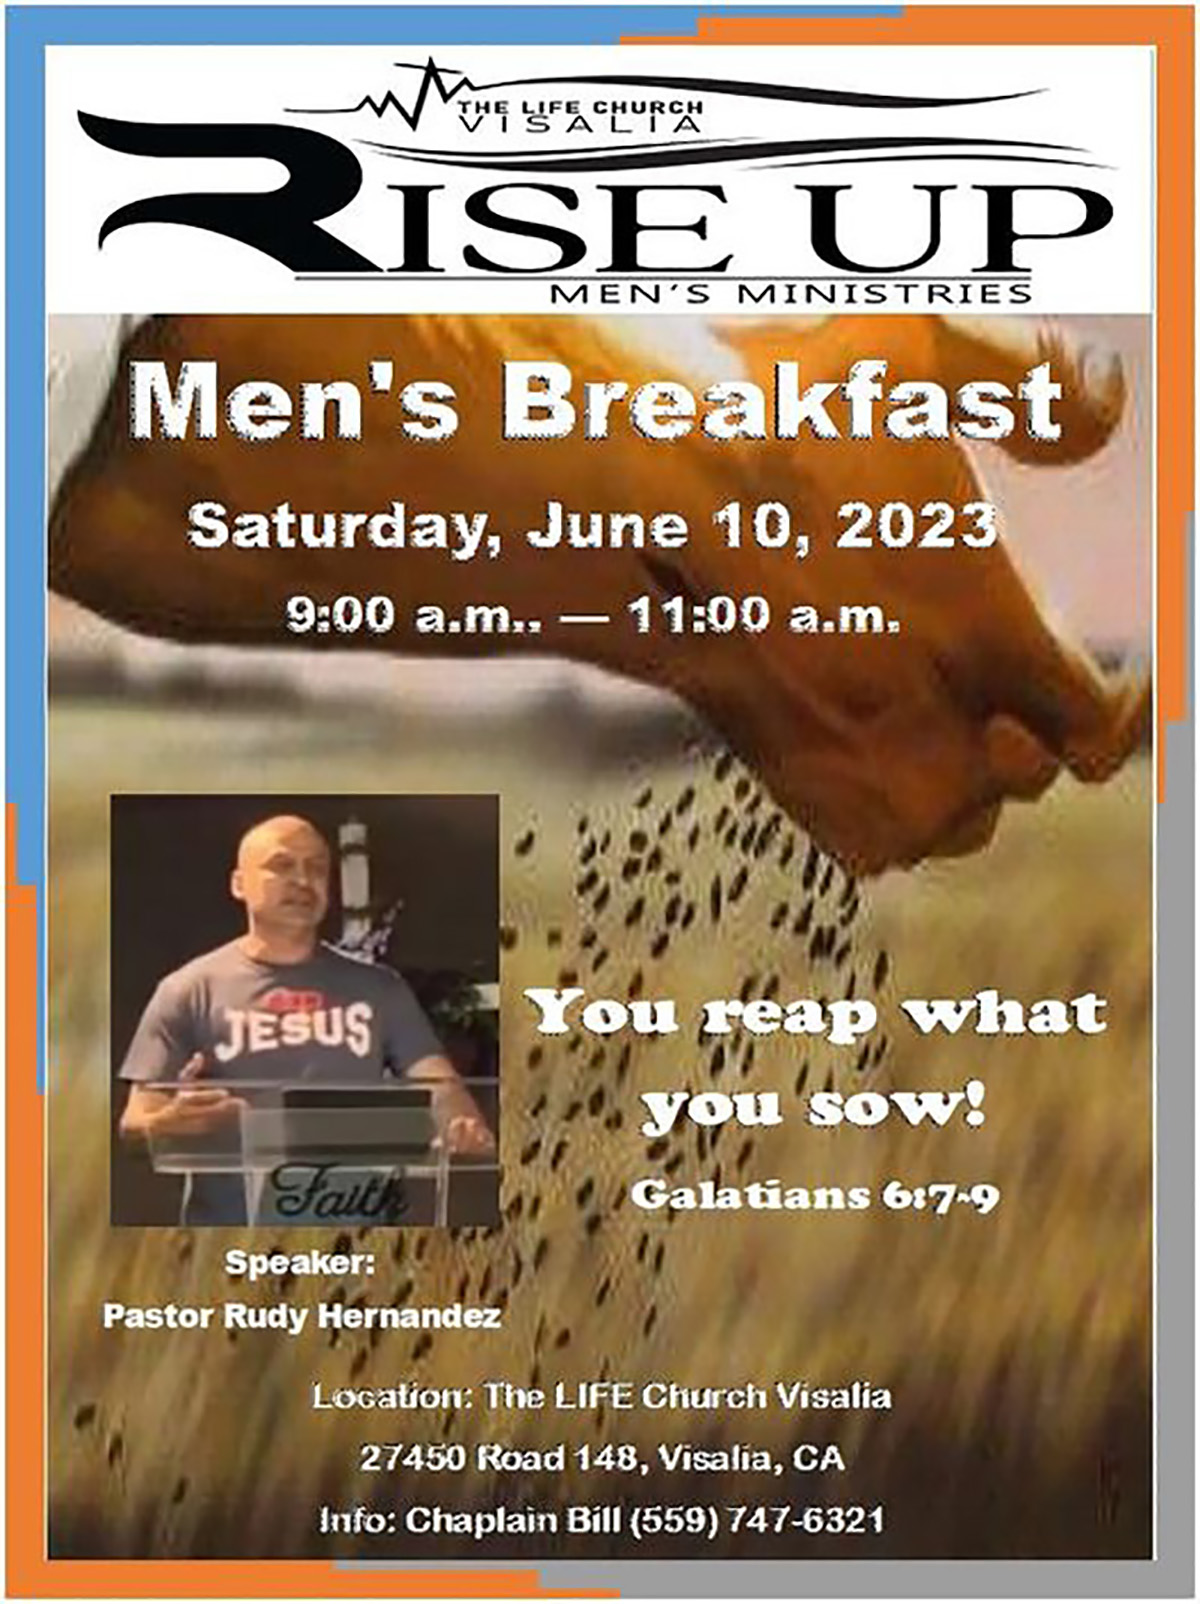 THE LIFE CHURCH
VISALIA
RISE UP
MEN'S MINISTRIES
Men's Breakfast
Saturday, June 10, 2023
9:00 a.m.. — 11:00 a.m.
JESUS
Faith
You reap what
you sow!
Galatians 6:7-9
Speaker:
Pastor Rudy Hernandez
Location: The LIFE Church Visalia
27450 Road 148, Visalia, CA
Info: Chaplain Bill (559) 747-6321